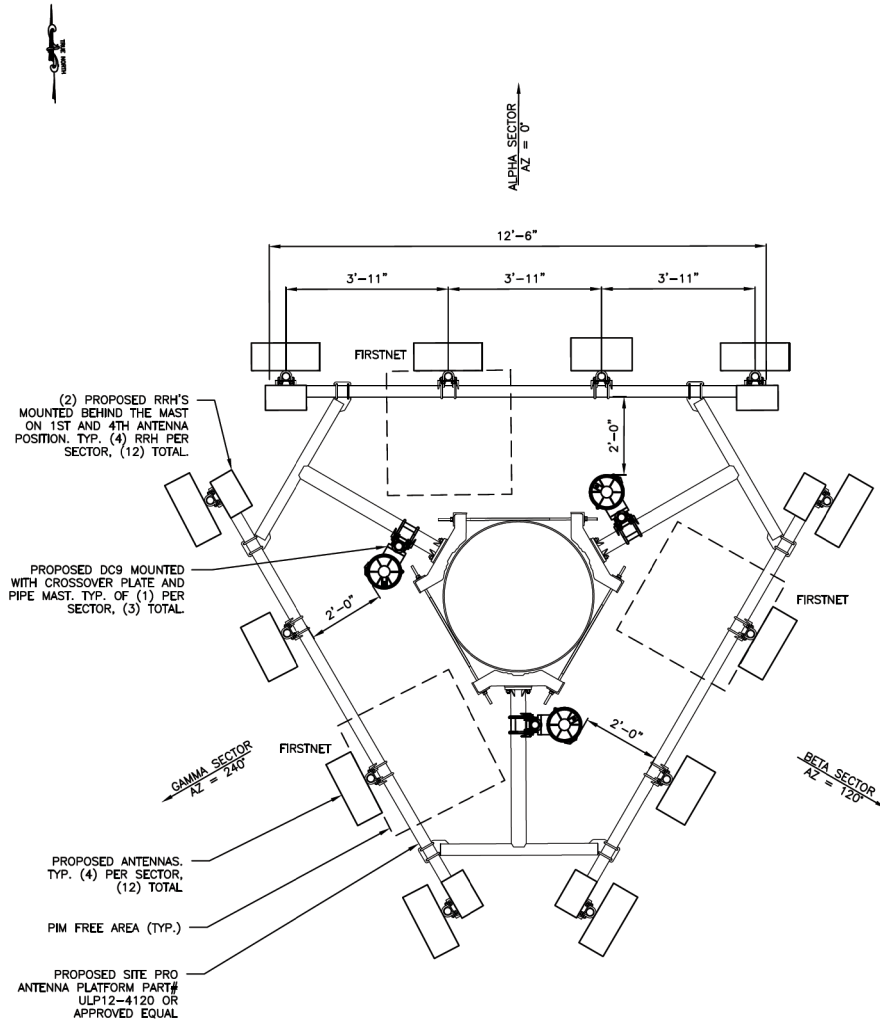 TRUE NORTH
ALPHA SECTOR
AZ = 0°
12'-6"
3'-11"
3'-11"
3'-11"
FIRSTNET
(2) PROPOSED RRH'S
MOUNTED BEHIND THE MAST
ON 1ST AND 4TH ANTENNA
POSITION. TYP. (4) RRH PER
SECTOR, (12) TOTAL.
2'-0"
PROPOSED DC9 MOUNTED
WITH CROSSOVER PLATE AND
PIPE MAST. TYP. OF (1) PER
SECTOR, (3) TOTAL.
2'-0"
FIRSTNET
2'-0"
GAMMA SECTOR
AZ = 240°
FIRSTNET
BETA SECTOR
AZ = 120°
PROPOSED ANTENNAS.
TYP. (4) PER SECTOR,
(12) TOTAL
PIM FREE AREA (TYP.)
PROPOSED SITE PRO
ANTENNA PLATFORM PART#
ULP12-4120 OR
APPROVED EQUAL